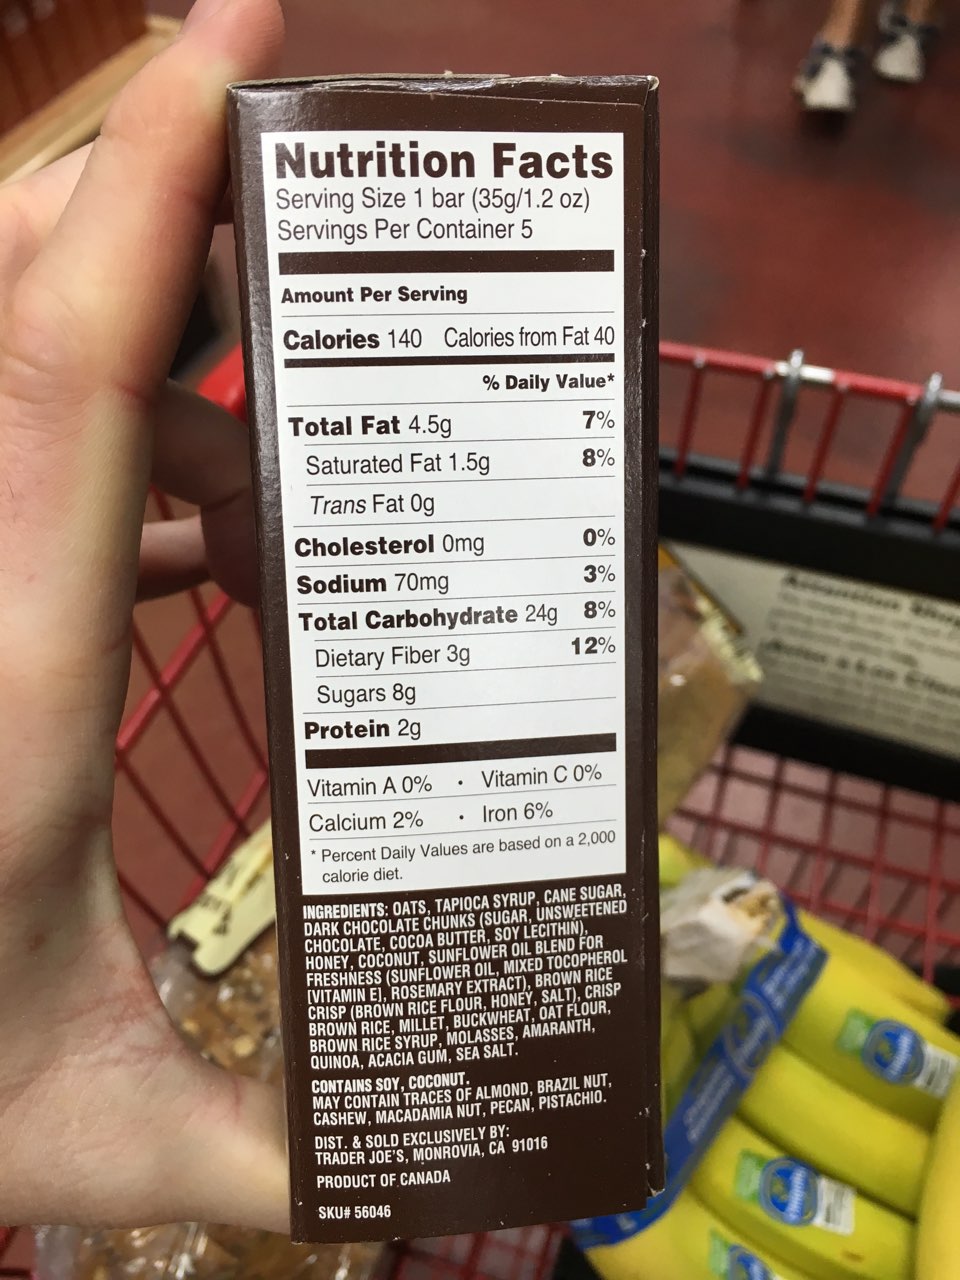 Nutrition Facts
Serving Size 1 bar (35g/1.2 oz)
Servings Per Container 5
Amount Per Serving
Calories 140 Calories from Fat 40
% Daily Value*
Total Fat 4.5g 7%
Saturated Fat 1.5g 8%
Trans Fat 0g
Cholesterol 0mg 0%
Sodium 70mg 3%
Total Carbohydrate 24g 8%
Dietary Fiber 3g 12%
Sugars 8g
Protein 2g
Vitamin A 0% • Vitamin C 0%
Calcium 2% • Iron 6%
* Percent Daily Values are based on a 2,000
calorie diet.
INGREDIENTS: OATS, TAPIOCA SYRUP, CANE SUGAR,
DARK CHOCOLATE CHUNKS (SUGAR, UNSWEETENED
CHOCOLATE, COCOA BUTTER, SOY LECITHIN),
HONEY, COCONUT, SUNFLOWER OIL BLEND FOR
FRESHNESS (SUNFLOWER OIL, MIXED TOCOPHEROL
[VITAMIN E], ROSEMARY EXTRACT), BROWN RICE
CRISP (BROWN RICE FLOUR, HONEY, SALT), CRISP
BROWN RICE, MILLET, BUCKWHEAT, OAT FLOUR,
BROWN RICE SYRUP, MOLASSES, AMARANTH,
QUINOA, ACACIA GUM, SEA SALT.
CONTAINS SOY, COCONUT.
MAY CONTAIN TRACES OF ALMOND, BRAZIL NUT,
CASHEW, MACADAMIA NUT, PECAN, PISTACHIO.
DIST. & SOLD EXCLUSIVELY BY:
TRADER JOE'S, MONROVIA, CA 91016
PRODUCT OF CANADA
SKU# 56046